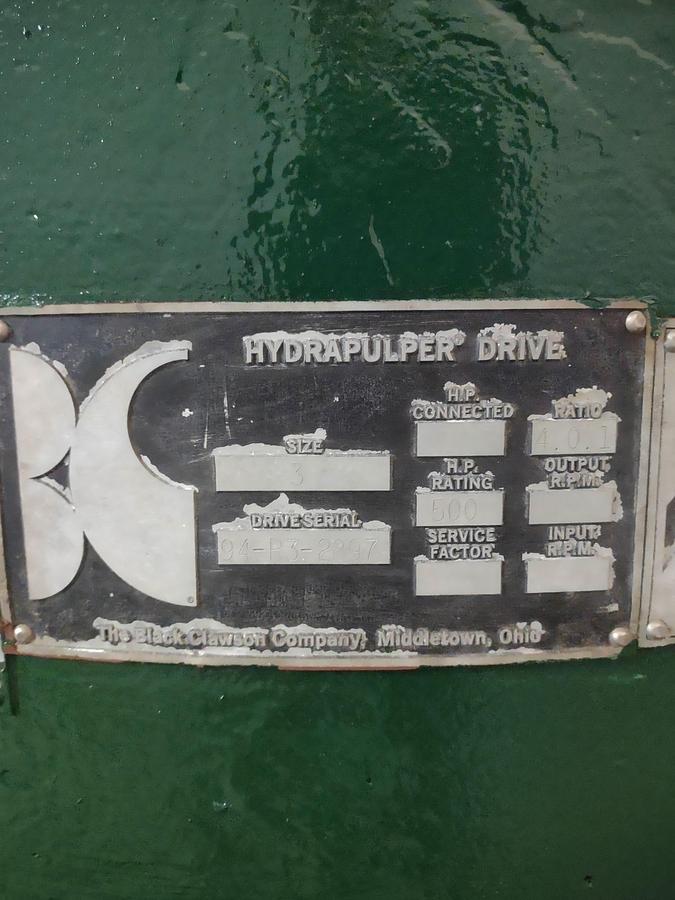 HYDRAPULPER® DRIVE
H.P.
CONNECTED
RATIO
4.0.1
SIZE
3
H.P.
RATING
500
OUTPUT
R.P.M.
DRIVE SERIAL
SERVICE
FACTOR
INPUT
R.P.M.
The Black Clawson Company, Middletown, Ohio